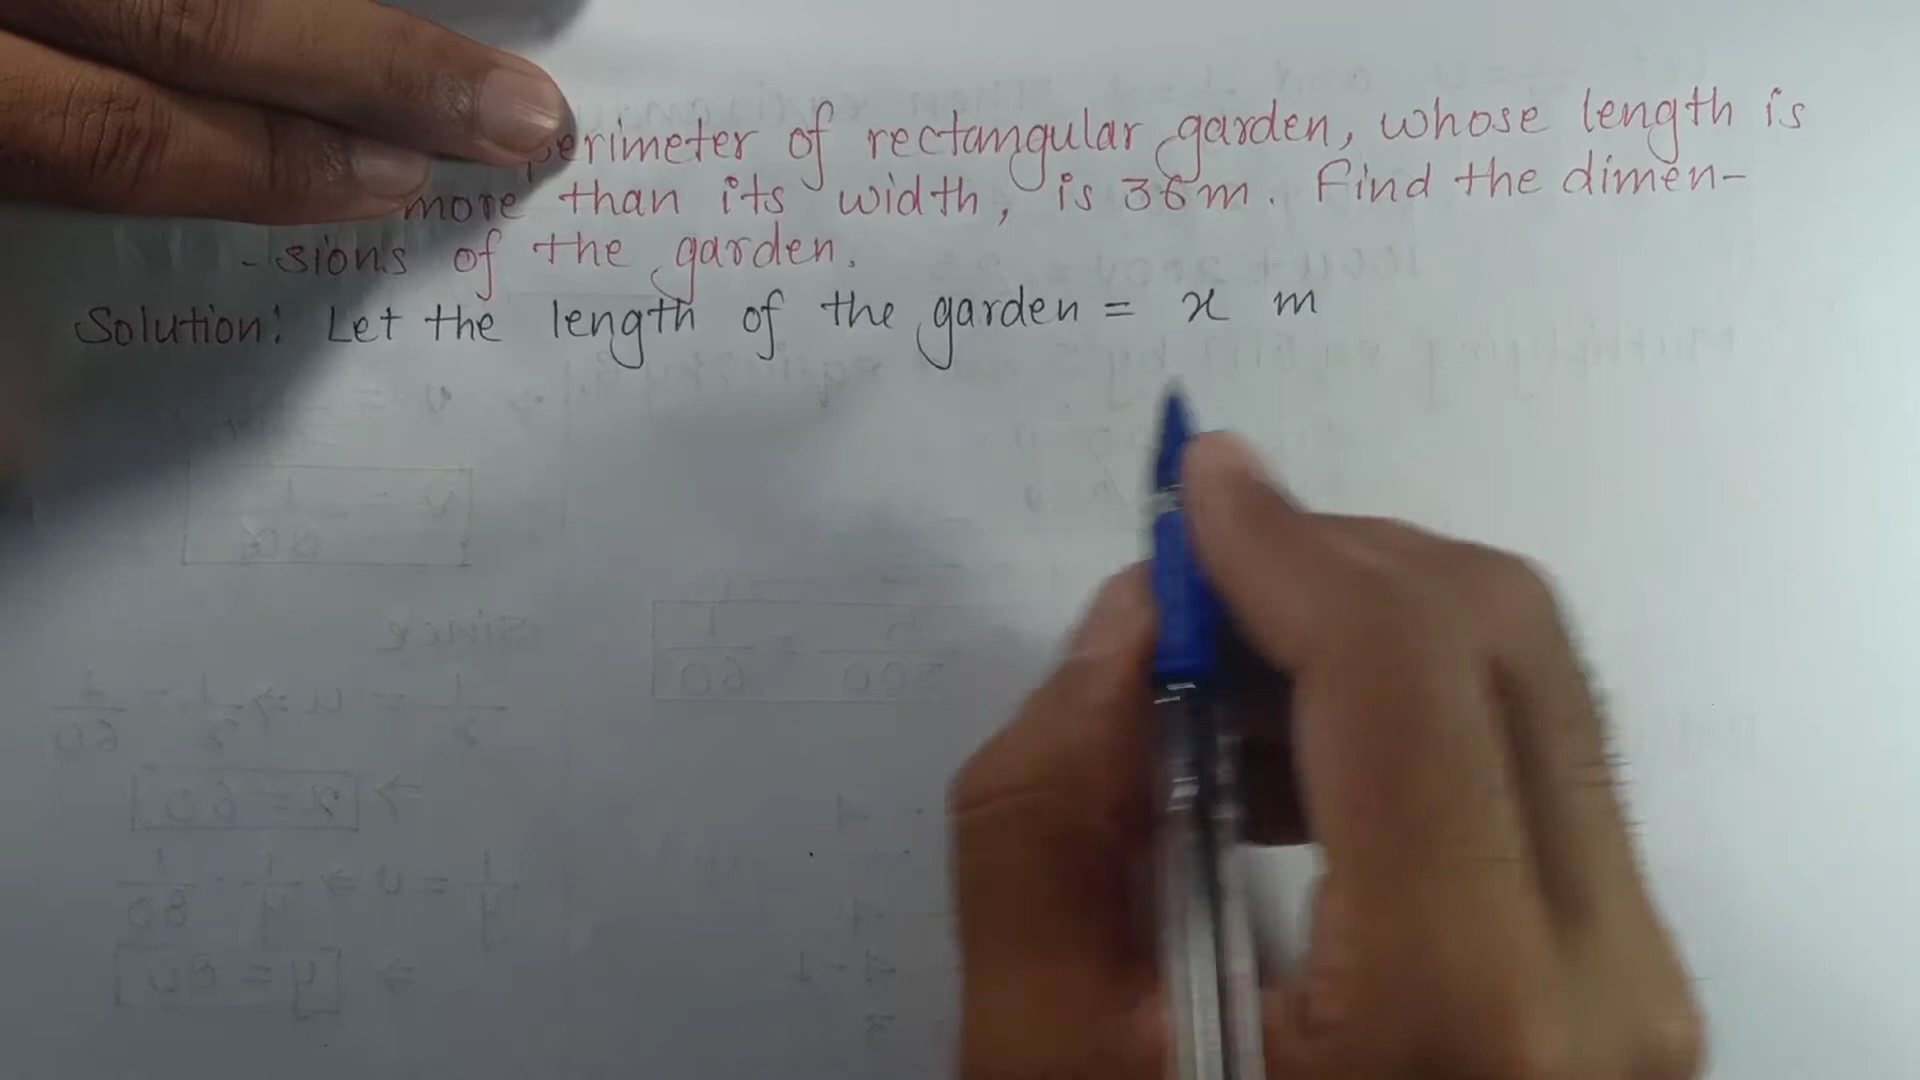 perimeter of rectangular garden, whose length is
more than its width, is 36m. Find the dimen-
-sions of the garden.
Solution: Let the length of the garden = x m